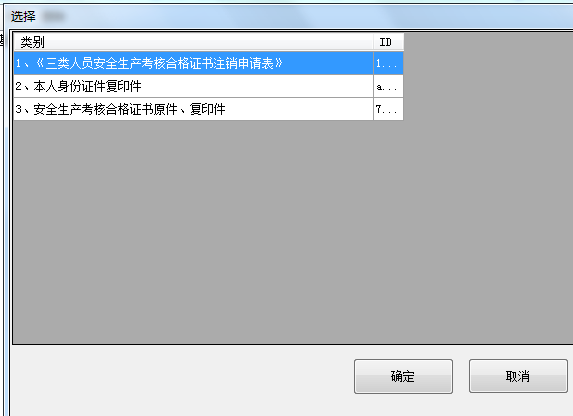 选择
类别 ID
1、《三类人员安全生产考核合格证书注销申请表》 1...
2、本人身份证件复印件 a...
3、安全生产考核合格证书原件、复印件 7...
确定 取消